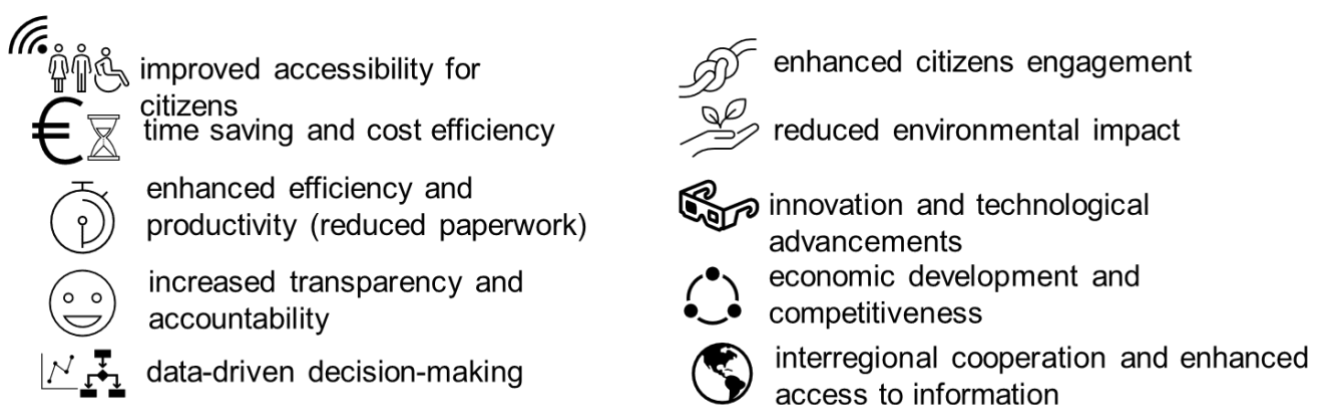 improved accessibility for
citizens
time saving and cost efficiency
enhanced efficiency and
productivity (reduced paperwork)
increased transparency and
accountability
data-driven decision-making
enhanced citizens engagement
reduced environmental impact
innovation and technological
advancements
economic development and
competitiveness
interregional cooperation and enhanced
access to information